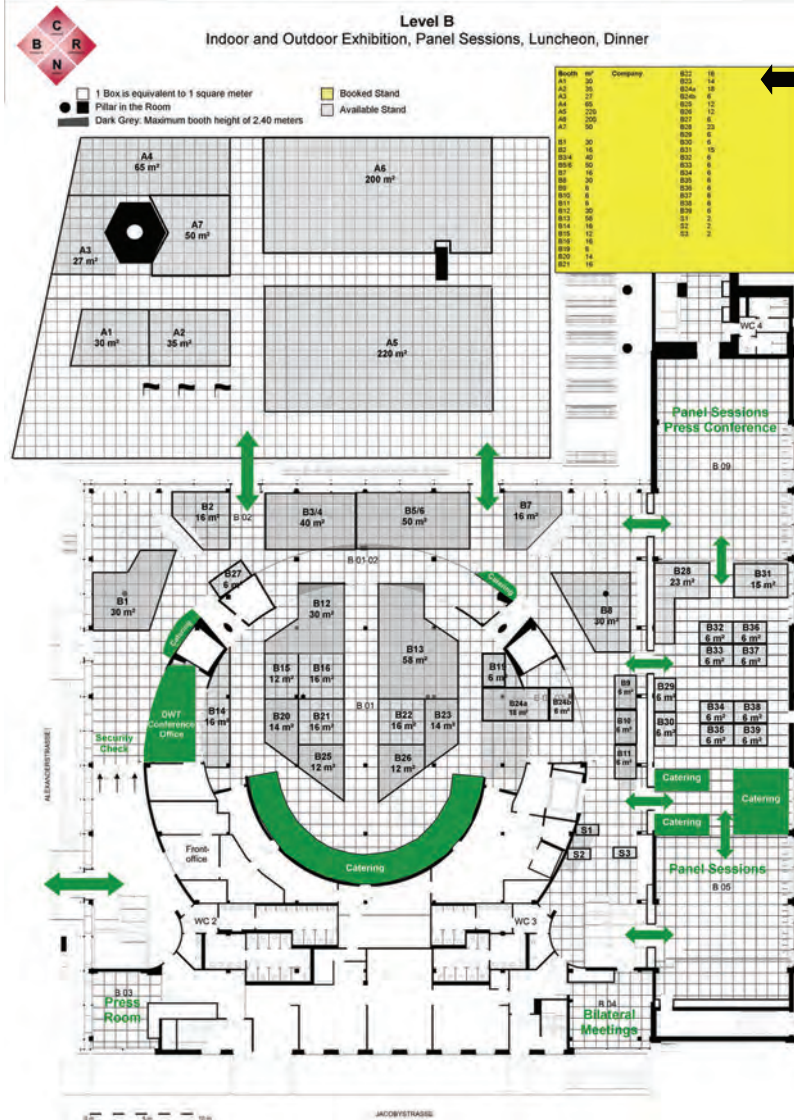 C
B R
N
Level B
Indoor and Outdoor Exhibition, Panel Sessions, Luncheon, Dinner
1 Box is equivalent to 1 square meter
Pillar in the Room
Dark Grey: Maximum booth height of 2.40 meters
Booked Stand
Available Stand
Booth m² Company
A1 30
A2 35
A3 27
A4 65
A5 220
A6 200
A7 50
B1 30
B2 16
B3/4 40
B5/6 50
B7 16
B8 30
B9 6
B10 6
B11 6
B12 30
B13 58
B14 16
B15 12
B16 16
B19 6
B20 14
B21 16
B22 16
B23 14
B24a 18
B24b 6
B25 12
B26 12
B27 6
B28 23
B29 6
B30 6
B31 15
B32 6
B33 6
B34 6
B35 6
B36 6
B37 6
B38 6
B39 6
S1 2
S2 2
S3 2
A4
65 m²
A6
200 m²
A7
50 m²
A3
27 m²
A1
30 m²
A2
35 m²
A5
220 m²
WC 4
Panel Sessions
Press Conference
B 09
B2
16 m²
B 02
B3/4
40 m²
B5/6
50 m²
B7
16 m²
B 01-02
B1
30 m²
B27
6 m²
Catering
B12
30 m²
B13
58 m²
B8
30 m²
B28
23 m²
B31
15 m²
Catering
B32
6 m²
B36
6 m²
B33
6 m²
B37
6 m²
B15
12 m²
B16
16 m²
B19
6 m²
B9
6 m²
B29
6 m²
B14
16 m²
B 01
B20
14 m²
B21
16 m²
B22
16 m²
B23
14 m²
B24a
18 m²
B24b
6 m²
B10
6 m²
B30
6 m²
B34
6 m²
B38
6 m²
B35
6 m²
B39
6 m²
DWT
Conference
Office
Security
Check
B25
12 m²
B26
12 m²
B11
6 m²
ALEXANDERSTRASSE
Catering
Catering
Catering
Catering
Front-
office
S1
S2
S3
Panel Sessions
B 05
WC 2
WC 3
B 03
Press
Room
B 04
Bilateral
Meetings
0 m 5 m 10 m
JACOBYSTRASSE